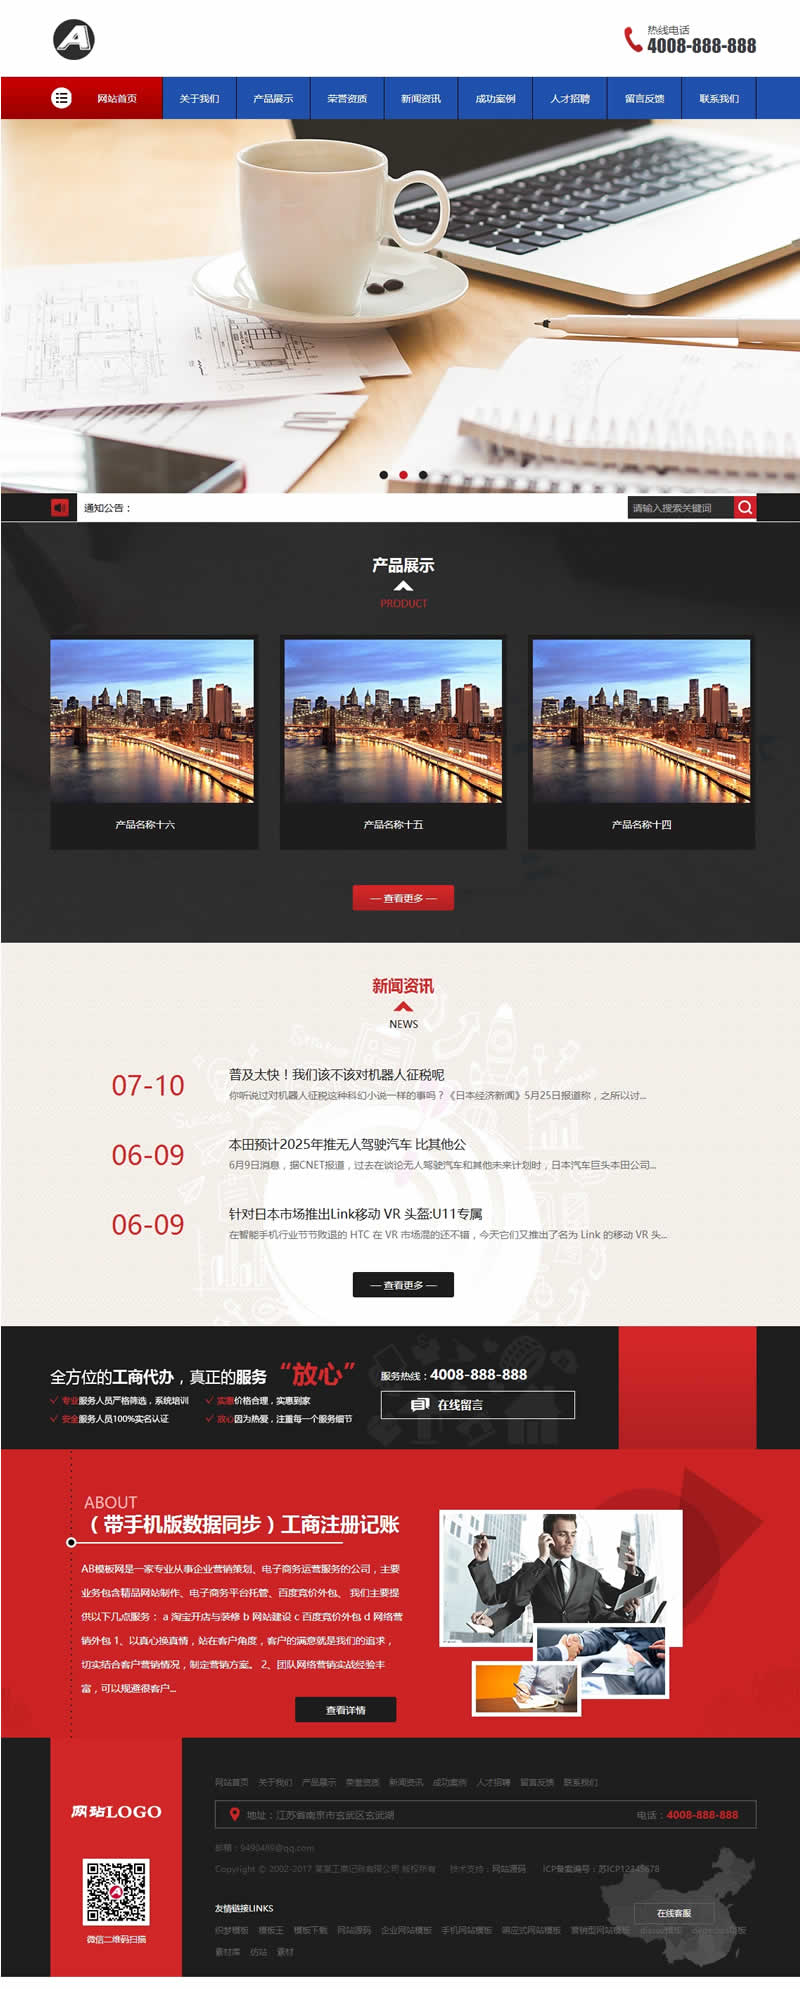 A
热线电话
4008-888-888
网站首页 关于我们 产品展示 荣誉资质 新闻资讯 成功案例 人才招聘 留言反馈 联系我们
通知公告：
请输入搜索关键词
产品展示
PRODUCT
产品名称十六 产品名称十五 产品名称十四
— 查看更多 —
新闻资讯
NEWS
07-10
普及太快！我们该不该对机器人征税呢
你听说过对机器人征税这种科幻小说一样的事吗？《日本经济新闻》5月25日报道称，之所以讨...
06-09
本田预计2025年推无人驾驶汽车 比其他公
6月9日消息，据CNET报道，过去在谈论无人驾驶汽车和其他未来计划时，日本汽车巨头本田公司...
06-09
针对日本市场推出Link移动 VR 头盔:U11专属
在智能手机行业节节败退的 HTC 在 VR 市场混的还不错，今天它们又推出了名为 Link 的移动 VR 头...
— 查看更多 —
全方位的工商代办，真正的服务 “放心”
专业服务人员严格筛选，系统培训 实惠价格合理，实惠到家
安全服务人员100%实名认证 放心因为热爱，注重每一个服务细节
服务热线：4008-888-888
在线留言
ABOUT
（带手机版数据同步）工商注册记账
AB模板网是一家专业从事企业营销策划、电子商务运营服务的公司，主要
业务包含精品网站制作、电子商务平台托管、百度竞价外包、 我们主要提
供以下几点服务： a 淘宝开店与装修 b 网站建设 c 百度竞价外包 d 网络营
销外包 1、以真心换真情，站在客户角度，客户的满意就是我们的追求，
切实结合客户营销情况，制定营销方案。 2、团队网络营销实战经验丰
富，可以规避很客户...
查看详情
网站LOGO
微信二维码扫描
网站首页 关于我们 产品展示 荣誉资质 新闻资讯 成功案例 人才招聘 留言反馈 联系我们
地址：江苏省南京市玄武区玄武湖
电话：4008-888-888
邮箱：9490489@qq.com
Copyright © 2002-2017 某某工商记账有限公司 版权所有 技术支持：网站源码 ICP备案编号：苏ICP12345678
友情链接LINKS
在线客服
织梦模板 模板王 模板下载 网站源码 企业网站模板 手机网站模板 响应式网站模板 营销型网站模板
素材库 仿站 素材